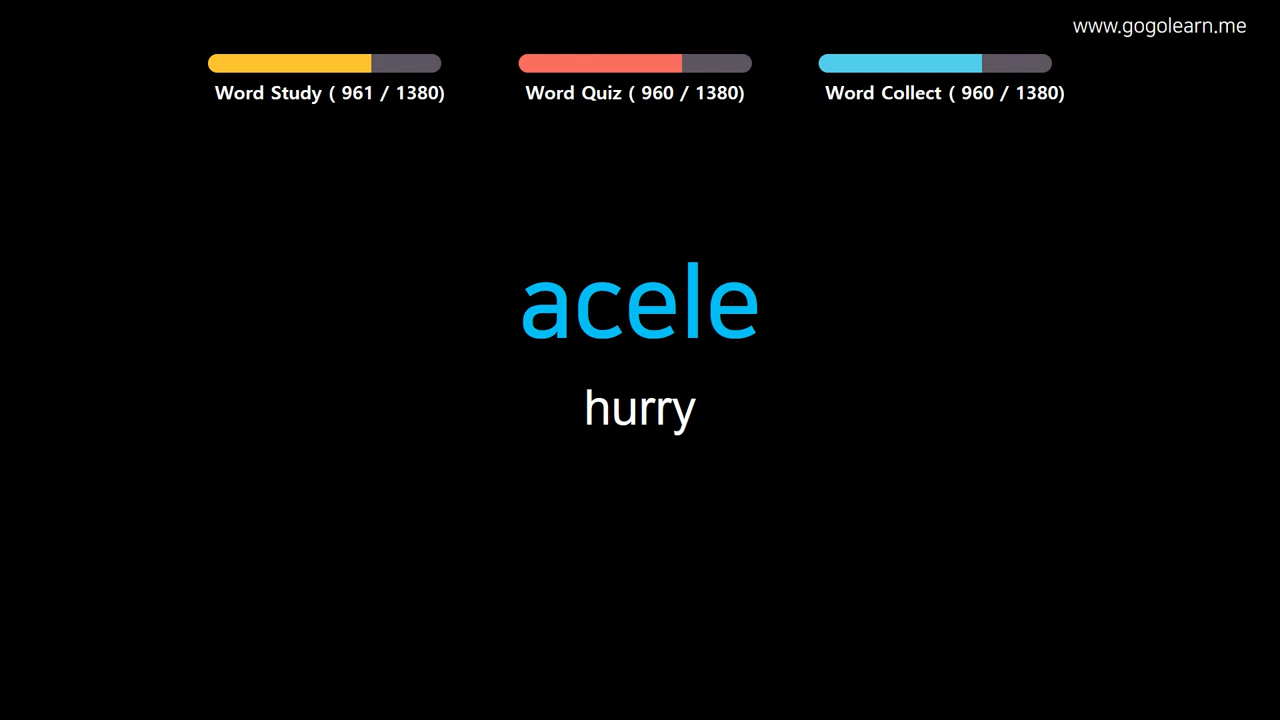 www.gogolearn.me
Word Study ( 961 / 1380)
Word Quiz ( 960 / 1380)
Word Collect ( 960 / 1380)
acele
hurry